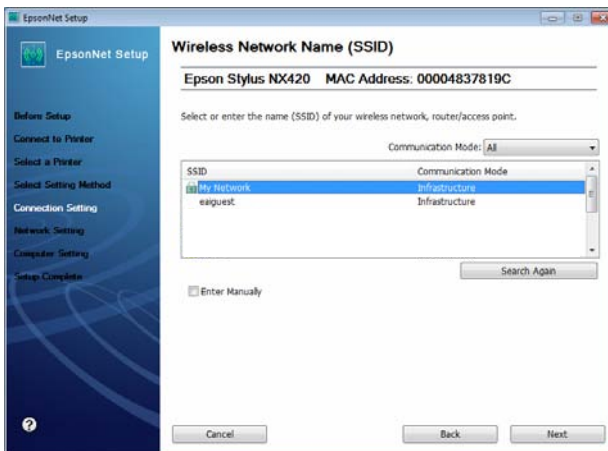 EpsonNet Setup
EpsonNet Setup
Before Setup
Connect to Printer
Select a Printer
Select Setting Method
Connection Setting
Network Setting
Computer Setting
Setup Complete
Wireless Network Name (SSID)
Epson Stylus NX420 MAC Address: 00004837819C
Select or enter the name (SSID) of your wireless network, router/access point.
Communication Mode: All
SSID Communication Mode
My Network Infrastructure
eaiguest Infrastructure
Search Again
Enter Manually
?
Cancel Back Next